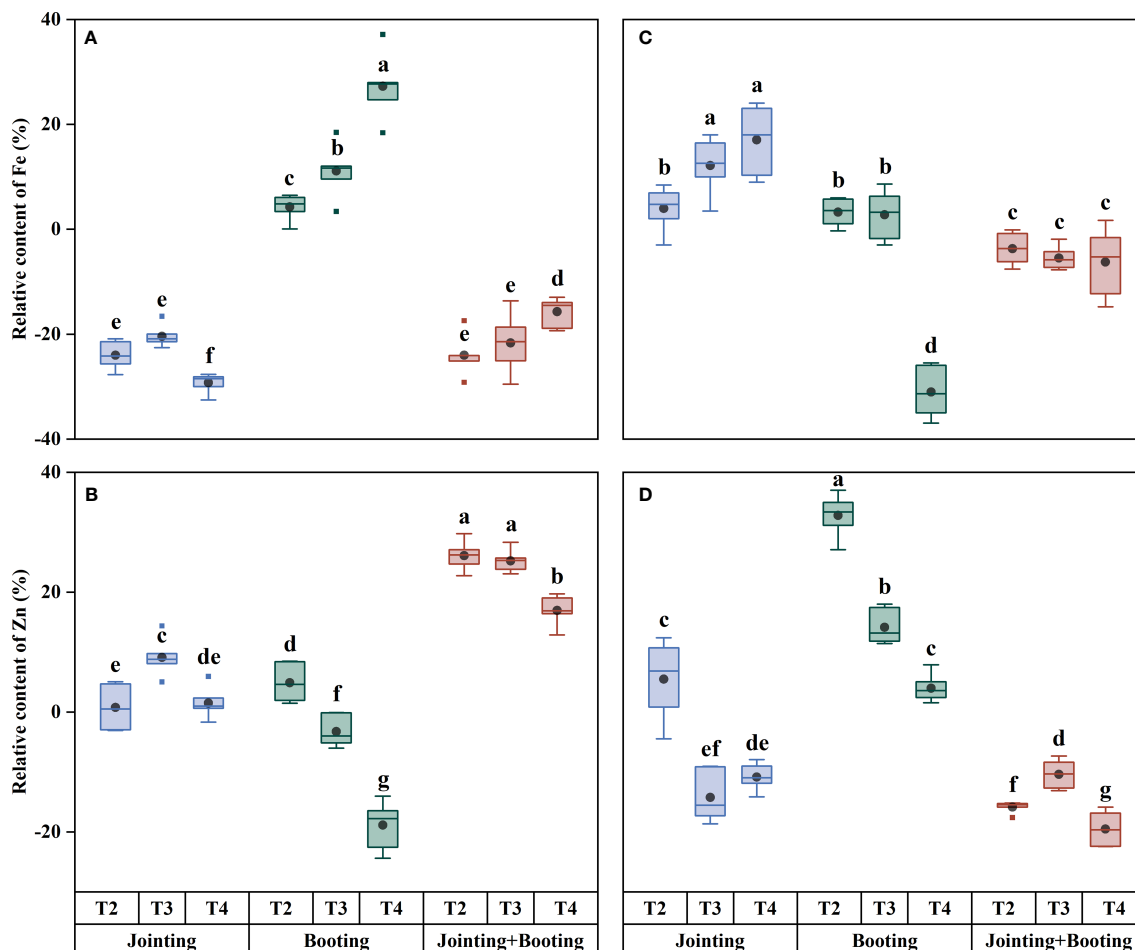 40
A
C
a
a
a
20
b
b
c
b
b
0
c
c
c
e
e
e
e
d
-20
f
d
-40
Relative content of Fe (%)
40
B
D
a
a
a
20
b
b
c
d
c
c
e
de
f
0
ef
de
d
f
g
g
-20
Relative content of Zn (%)
T2 T3 T4 T2 T3 T4 T2 T3 T4 T2 T3 T4 T2 T3 T4 T2 T3 T4
Jointing Booting Jointing+Booting Jointing Booting Jointing+Booting